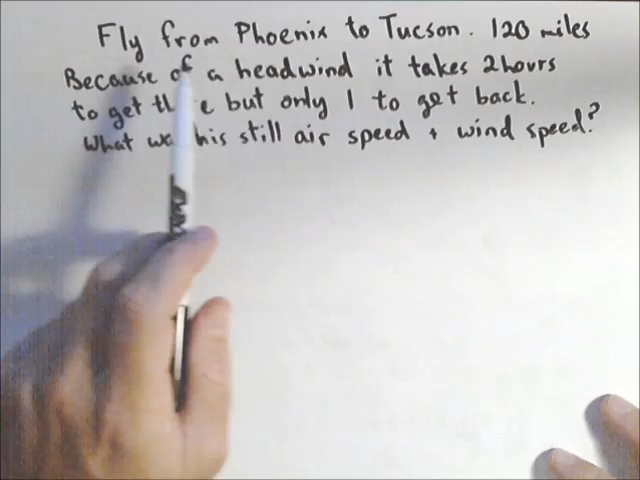 Fly from Phoenix to Tucson. 120 miles
Because of a headwind it takes 2 hours
to get but only 1 to get back.
What his still air speed + wind speed?